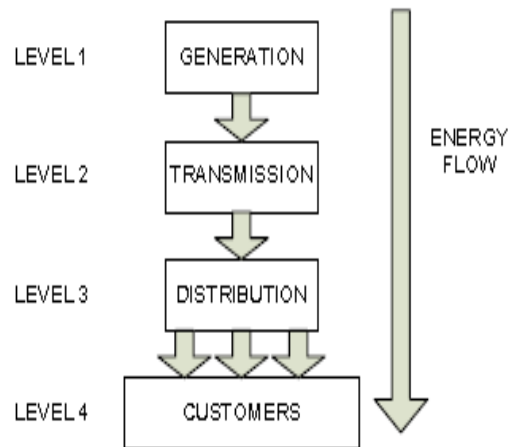 LEVEL 1
GENERATION
ENERGY
FLOW
LEVEL 2
TRANSMISSION
LEVEL 3
DISTRIBUTION
LEVEL 4
CUSTOMERS